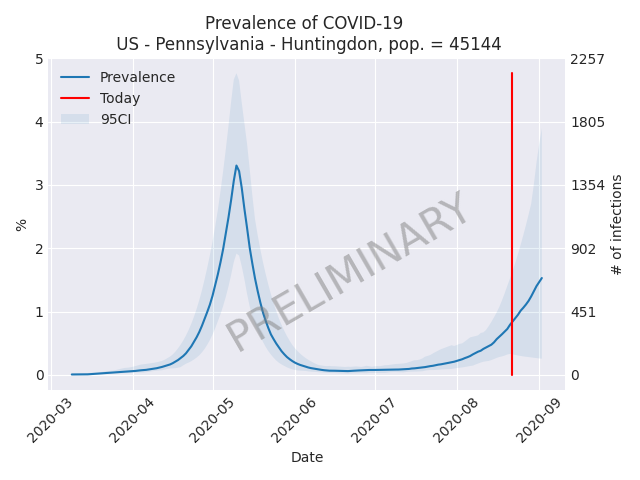 Prevalence of COVID-19
US - Pennsylvania - Huntingdon, pop. = 45144
Prevalence
Today
95CI
5
4
3
2
1
0
%
2257
1805
1354
902
451
0
# of infections
PRELIMINARY
2020-03
2020-04
2020-05
2020-06
2020-07
2020-08
2020-09
Date